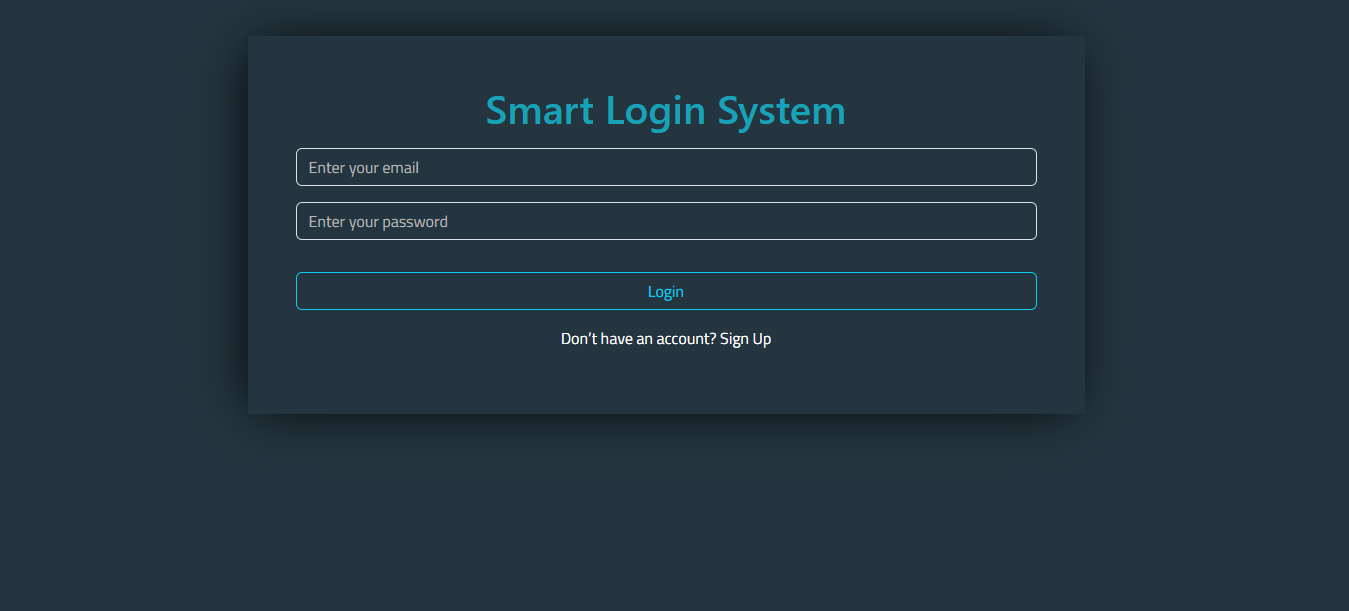 Smart Login System
Enter your email
Enter your password
Login
Don’t have an account? Sign Up